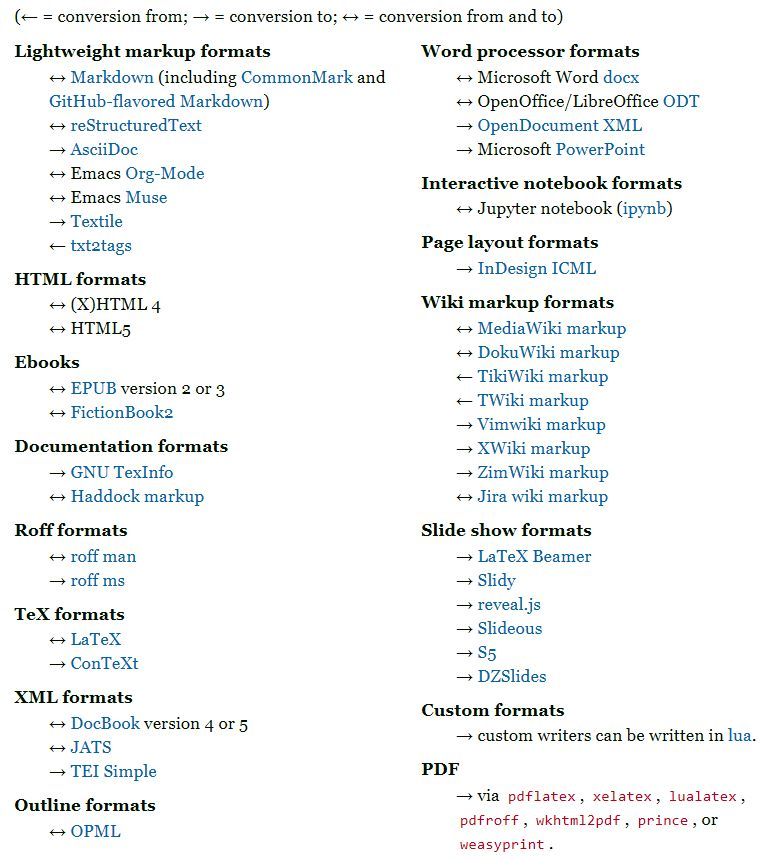 (← = conversion from; → = conversion to; ↔ = conversion from and to)
Lightweight markup formats
↔ Markdown (including CommonMark and
GitHub-flavored Markdown)
↔ reStructuredText
→ AsciiDoc
↔ Emacs Org-Mode
↔ Emacs Muse
→ Textile
← txt2tags
HTML formats
↔ (X)HTML 4
↔ HTML5
Ebooks
↔ EPUB version 2 or 3
↔ FictionBook2
Documentation formats
→ GNU TexInfo
↔ Haddock markup
Roff formats
↔ roff man
→ roff ms
TeX formats
↔ LaTeX
→ ConTeXt
XML formats
↔ DocBook version 4 or 5
↔ JATS
→ TEI Simple
Outline formats
↔ OPML
Word processor formats
↔ Microsoft Word docx
↔ OpenOffice/LibreOffice ODT
→ OpenDocument XML
→ Microsoft PowerPoint
Interactive notebook formats
↔ Jupyter notebook (ipynb)
Page layout formats
→ InDesign ICML
Wiki markup formats
↔ MediaWiki markup
↔ DokuWiki markup
← TikiWiki markup
← TWiki markup
→ Vimwiki markup
→ XWiki markup
→ ZimWiki markup
↔ Jira wiki markup
Slide show formats
→ LaTeX Beamer
→ Slidy
→ reveal.js
→ Slideous
→ S5
→ DZSlides
Custom formats
→ custom writers can be written in lua.
PDF
→ via pdflatex, xelatex, lualatex,
pdfroff, wkhtml2pdf, prince, or
weasyprint.